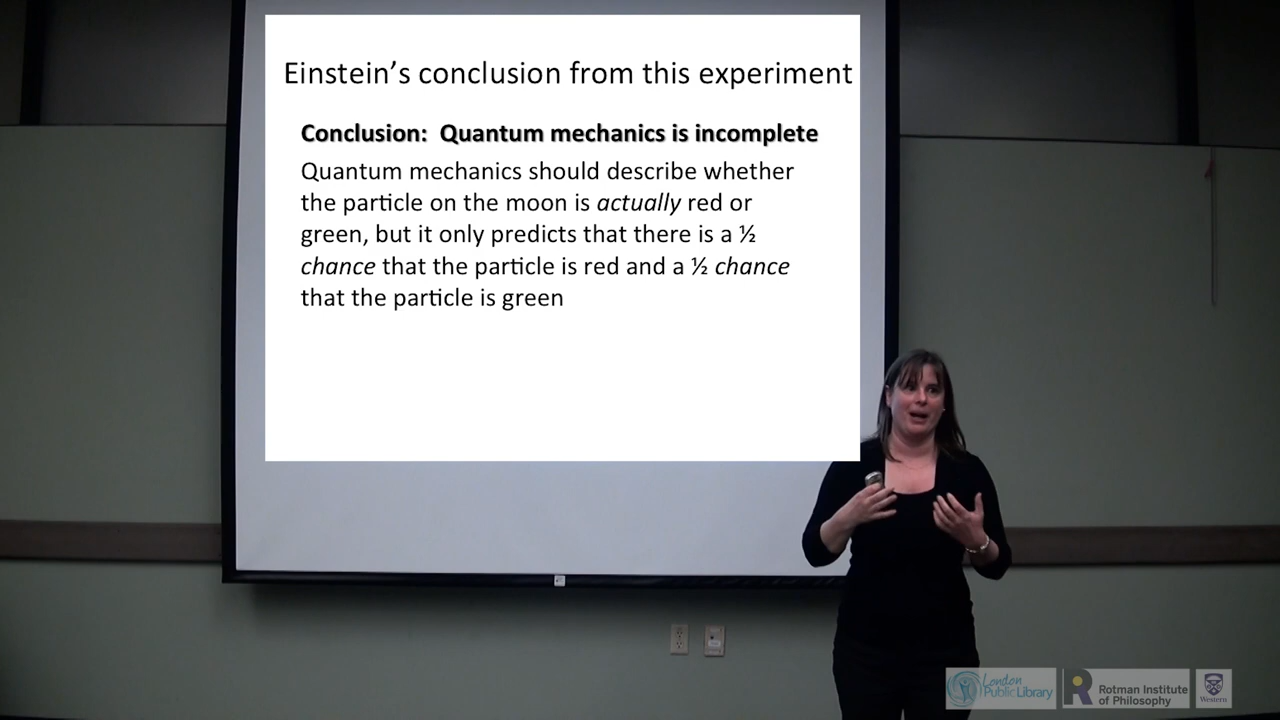 Einstein’s conclusion from this experiment
Conclusion:  Quantum mechanics is incomplete
Quantum mechanics should describe whether
the particle on the moon is actually red or
green, but it only predicts that there is a ½
chance that the particle is red and a ½ chance
that the particle is green
London
Public Library
Rotman Institute
of Philosophy
Western